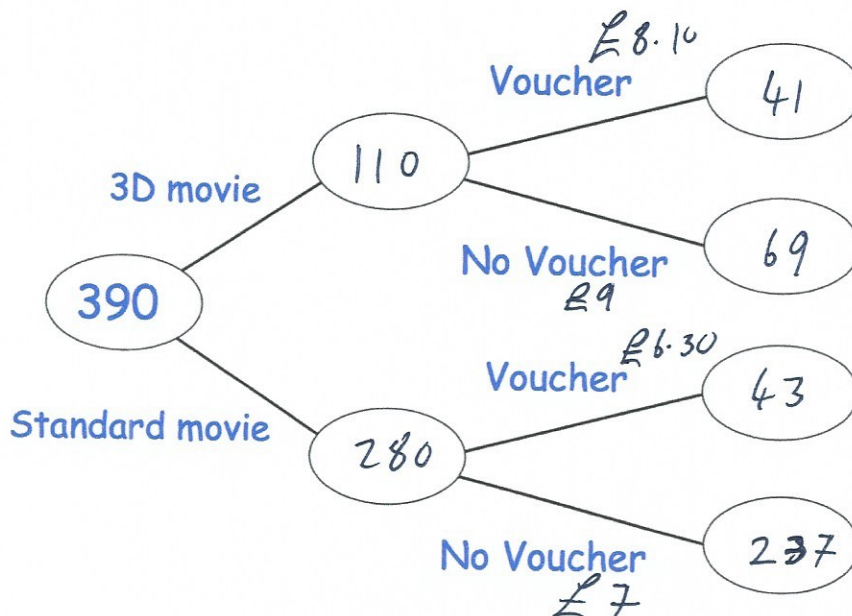 £8.10
Voucher
41
110
3D movie
No Voucher
£9
69
390
£6.30
Voucher
43
Standard movie
280
No Voucher
£7
237